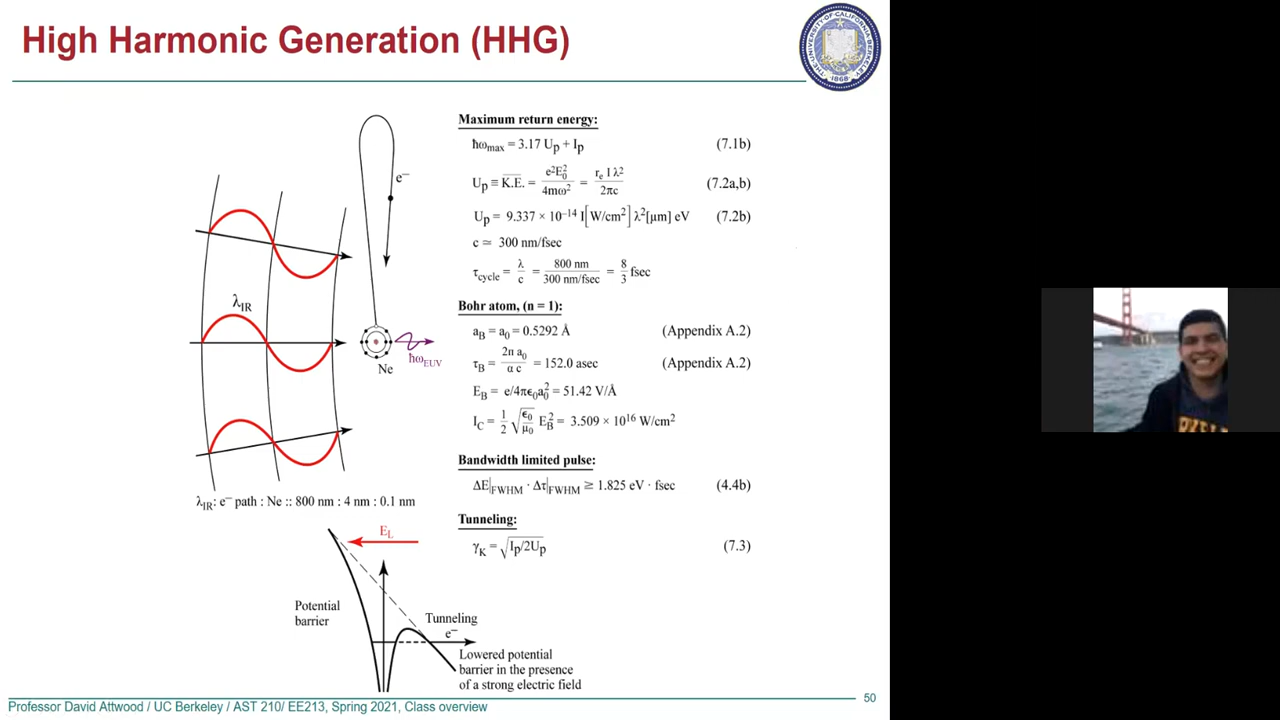 High Harmonic Generation (HHG)
THE UNIVERSITY OF CALIFORNIA BERKELEY
1868
Maximum return energy:
ħω_max = 3.17 U_p + I_p (7.1b)
U_p ≡ K̅.E̅. = e²E₀²/4mω² = r_e I λ²/2πc (7.2a,b)
U_p = 9.337 × 10⁻¹⁴ I[W/cm²] λ²[μm] eV (7.2b)
c ≃ 300 nm/fsec
τ_cycle = λ/c = 800 nm/300 nm/fsec = 8/3 fsec
Bohr atom, (n = 1):
a_B = a₀ = 0.5292 Å (Appendix A.2)
τ_B = 2π a₀/α c = 152.0 asec (Appendix A.2)
E_B = e/4πϵ₀a₀² = 51.42 V/Å
I_C = 1/2 √(ϵ₀/μ₀) E_B² = 3.509 × 10¹⁶ W/cm²
Bandwidth limited pulse:
ΔE|_FWHM · Δτ|_FWHM ≥ 1.825 eV · fsec (4.4b)
Tunneling:
γ_K = √I_p/2U_p (7.3)
e⁻
λ_IR
ħω_EUV
Ne
λ_IR: e⁻ path : Ne :: 800 nm : 4 nm : 0.1 nm
E_L
Potential
barrier
Tunneling
e⁻
Lowered potential
barrier in the presence
of a strong electric field
50
Professor David Attwood / UC Berkeley / AST 210/ EE213, Spring 2021, Class overview